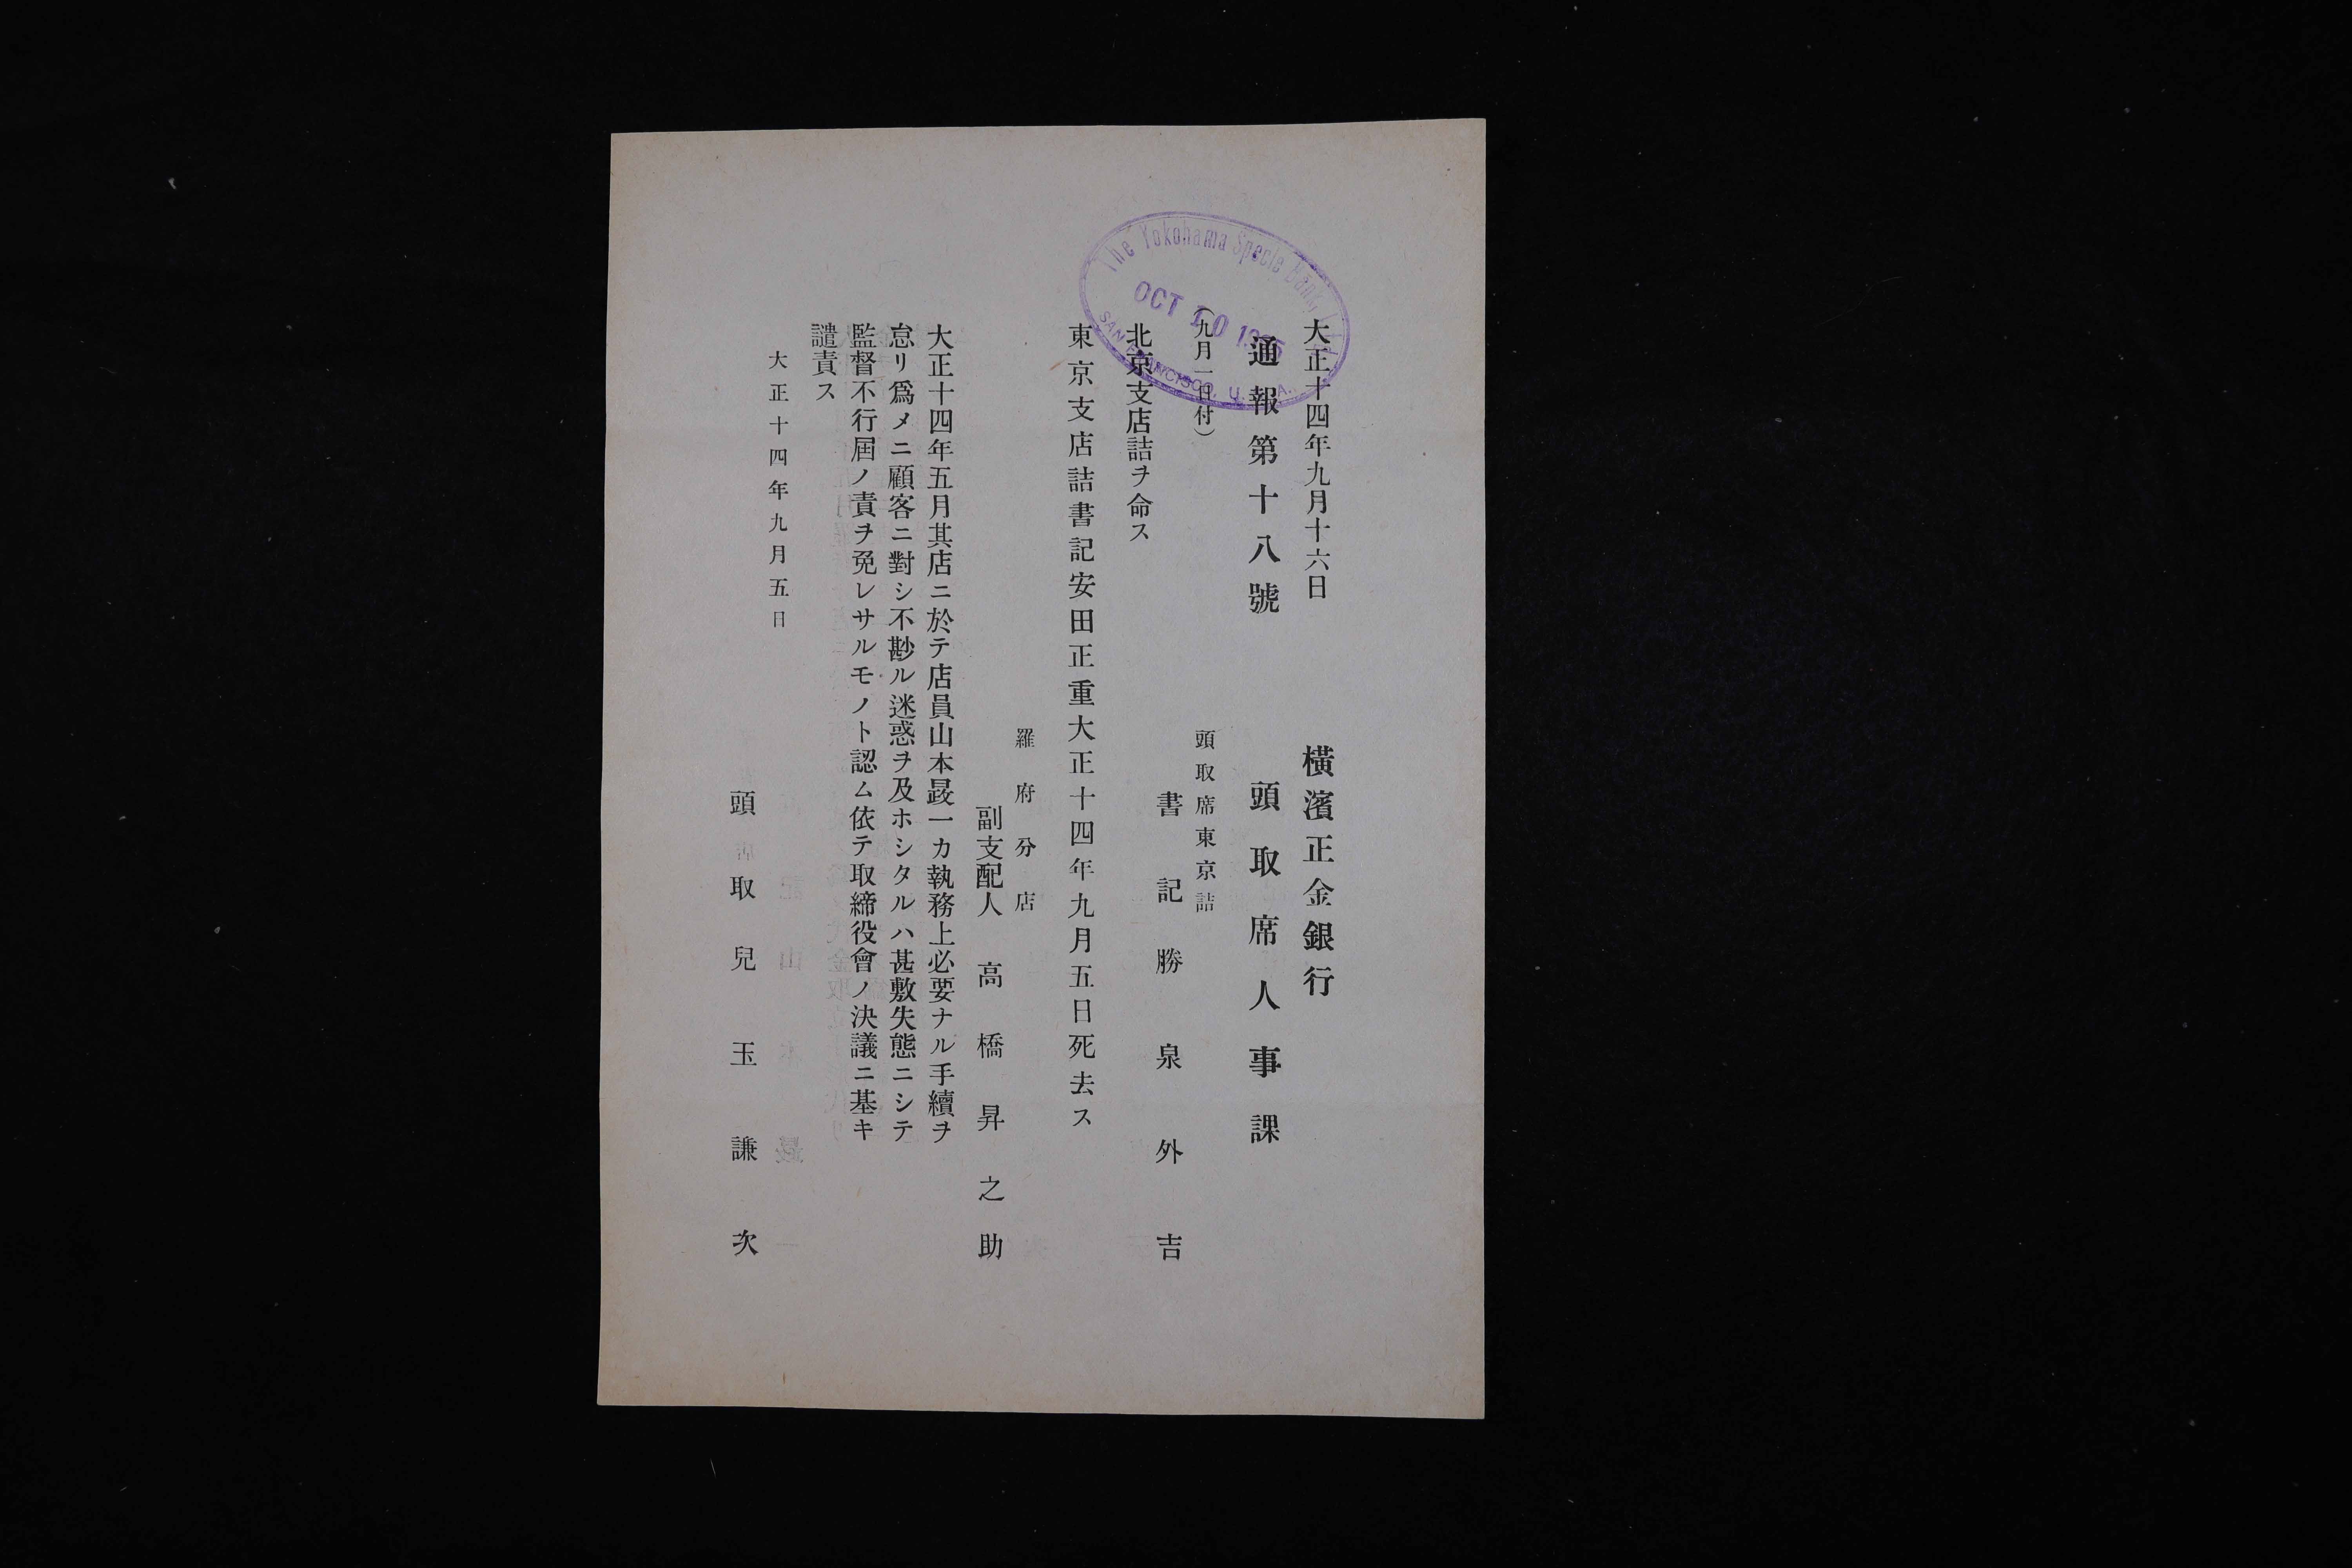 大正十四年九月十六日
横濱正金銀行
通報第十八號
頭取席人事課
（九月一日付）
頭取席東京詰
書記勝泉外吉
北京支店詰ヲ命ス
東京支店詰書記安田正重大正十四年九月五日死去ス
羅府分店
副支配人高橋昇之助
大正十四年五月其店ニ於テ店員山本㝡一カ執務上必要ナル手續ヲ
怠リ爲メニ顧客ニ對シ不尠ル迷惑ヲ及ホシタルハ甚敷失態ニシテ
監督不行屆ノ責ヲ免レサルモノト認ム依テ取締役會ノ決議ニ基キ
譴責ス
大正十四年九月五日
頭取兒玉謙次
The Yokohama Specie Bank, Ltd.
OCT 10 1925
SAN FRANCISCO, U.S.A.